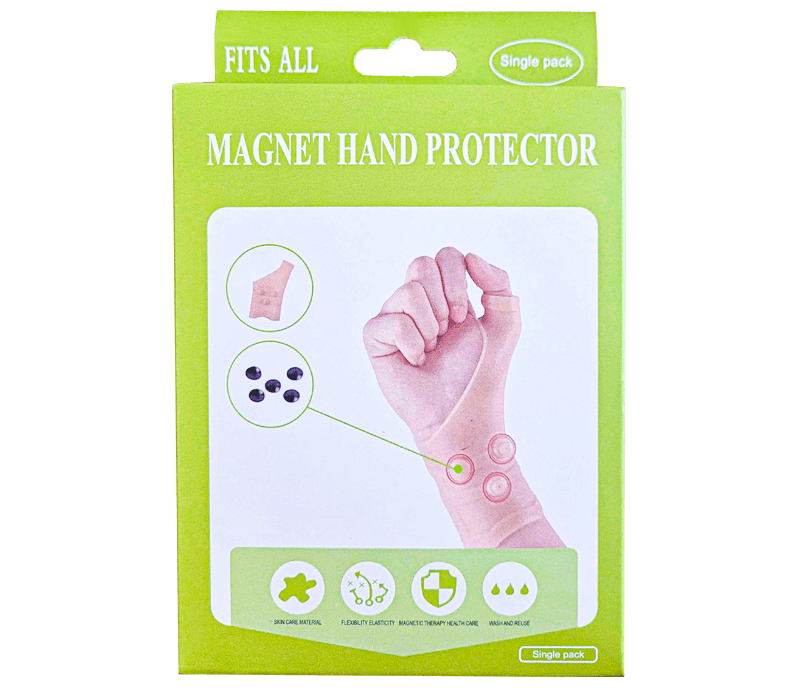 FITS ALL
Single pack
MAGNET HAND PROTECTOR
SKIN CARE MATERIAL
FLEXIBILITY ELASTICITY
MAGNETIC THERAPY HEALTH CARE
WASH AND REUSE
Single pack